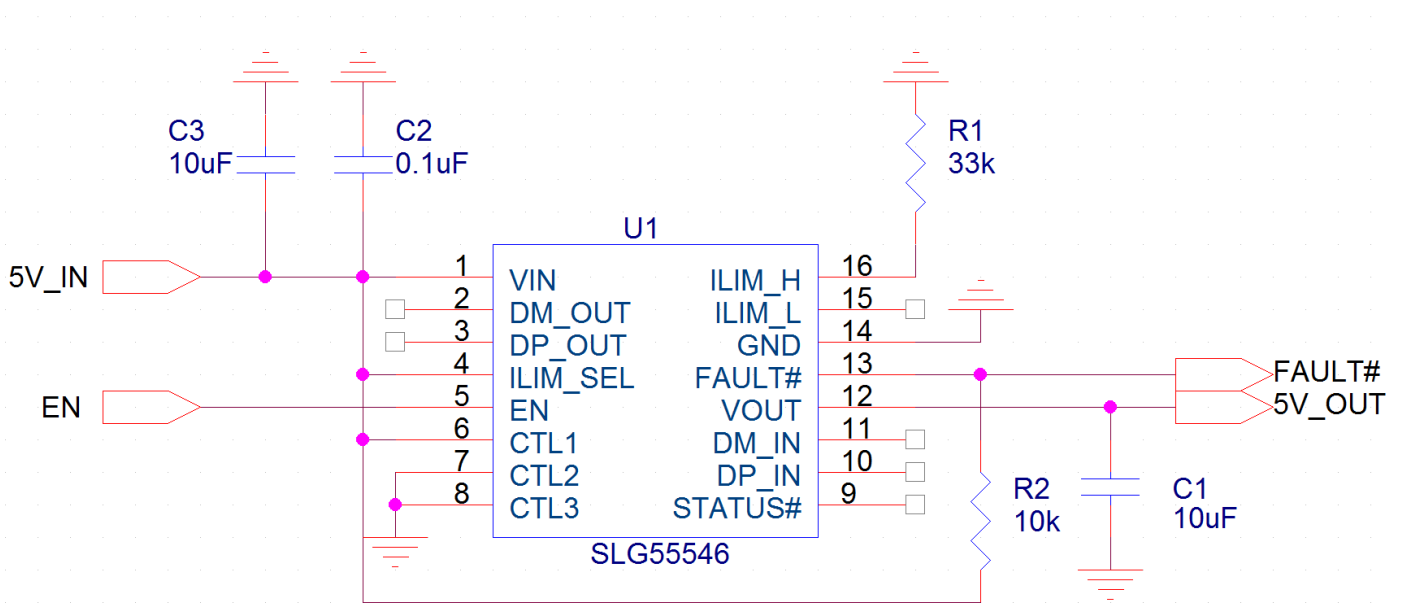 C3
10uF
C2
0.1uF
R1
33k
U1
5V_IN
EN
1
VIN
2
DM_OUT
3
DP_OUT
4
ILIM_SEL
5
EN
6
CTL1
7
CTL2
8
CTL3
ILIM_H
16
ILIM_L
15
GND
14
FAULT#
13
VOUT
12
DM_IN
11
DP_IN
10
STATUS#
9
SLG55546
FAULT#
5V_OUT
R2
10k
C1
10uF